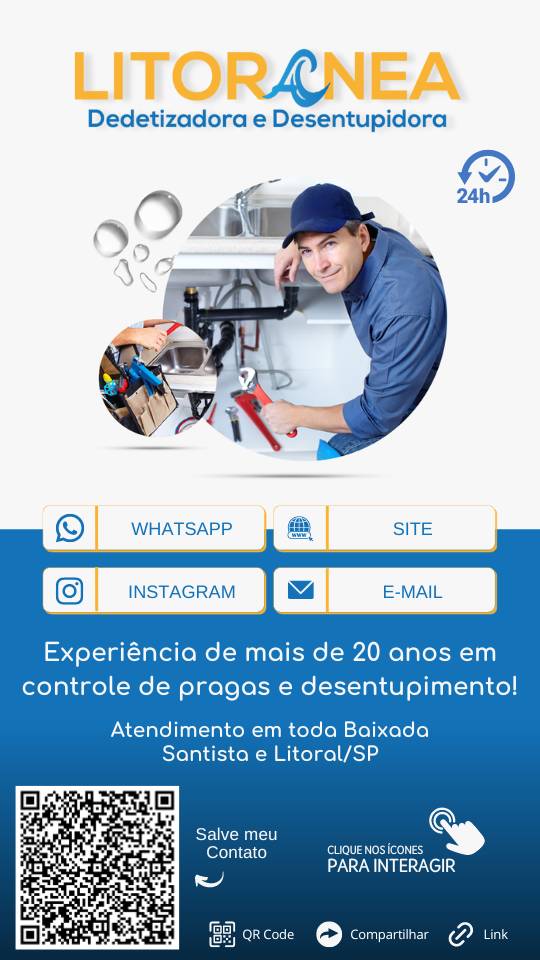 LITORANEA
Dedetizadora e Desentupidora
24h
WHATSAPP
SITE
www
INSTAGRAM
E-MAIL
Experiência de mais de 20 anos em
controle de pragas e desentupimento!
Atendimento em toda Baixada
Santista e Litoral/SP
Salve meu
Contato
CLIQUE NOS ÍCONES
PARA INTERAGIR
QR Code
Compartilhar
Link